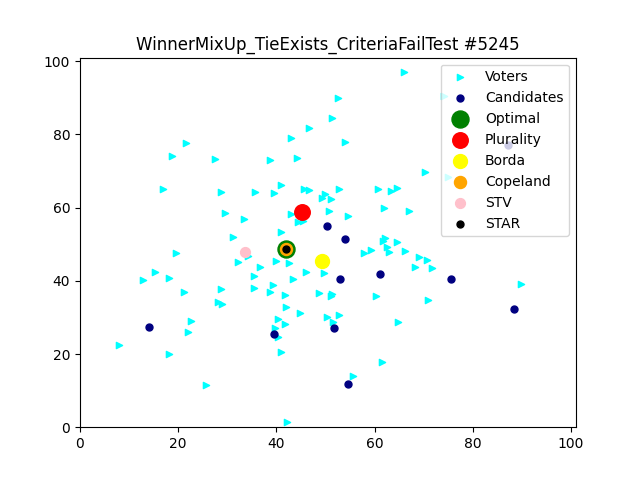 WinnerMixUp_TieExists_CriteriaFailTest #5245
100
80
60
40
20
0
0 20 40 60 80 100
Voters
Candidates
Optimal
Plurality
Borda
Copeland
STV
STAR